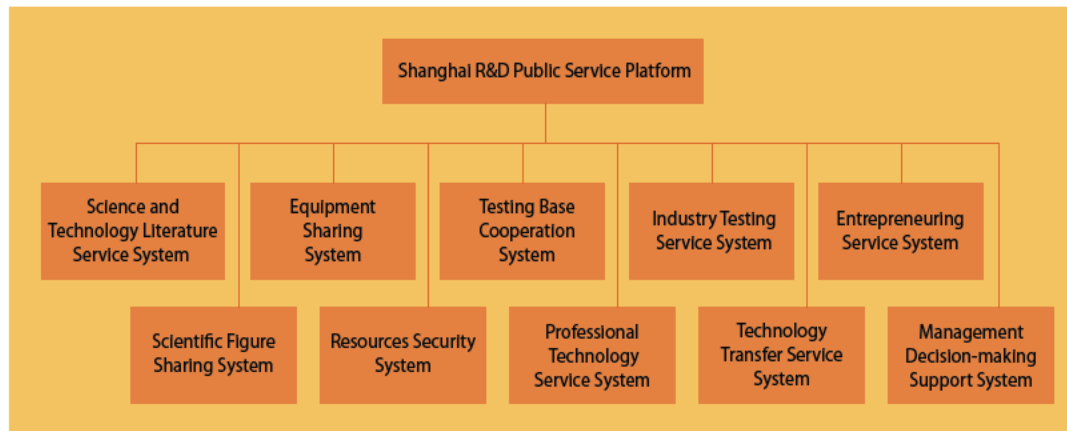 Shanghai R&D Public Service Platform
Science and
Technology Literature
Service System
Equipment
Sharing
System
Testing Base
Cooperation
System
Industry Testing
Service System
Entrepreneuring
Service System
Scientific Figure
Sharing System
Resources Security
System
Professional
Technology
Service System
Technology
Transfer Service
System
Management
Decision-making
Support System